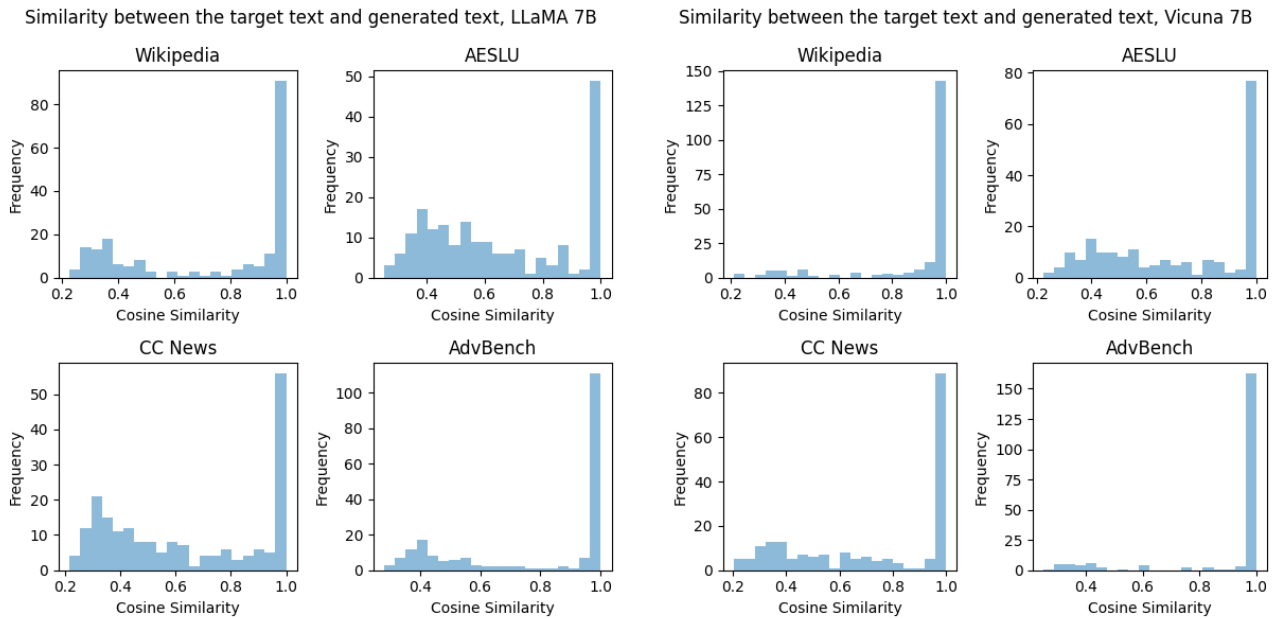 Similarity between the target text and generated text, LLaMA 7B
Wikipedia
Frequency
80
60
40
20
0
0.2 0.4 0.6 0.8 1.0
Cosine Similarity
AESLU
Frequency
50
40
30
20
10
0
0.4 0.6 0.8 1.0
Cosine Similarity
CC News
Frequency
50
40
30
20
10
0
0.2 0.4 0.6 0.8 1.0
Cosine Similarity
AdvBench
Frequency
100
80
60
40
20
0
0.4 0.6 0.8 1.0
Cosine Similarity
Similarity between the target text and generated text, Vicuna 7B
Wikipedia
Frequency
150
125
100
75
50
25
0
0.2 0.4 0.6 0.8 1.0
Cosine Similarity
AESLU
Frequency
80
60
40
20
0
0.2 0.4 0.6 0.8 1.0
Cosine Similarity
CC News
Frequency
80
60
40
20
0
0.2 0.4 0.6 0.8 1.0
Cosine Similarity
AdvBench
Frequency
150
125
100
75
50
25
0
0.4 0.6 0.8 1.0
Cosine Similarity